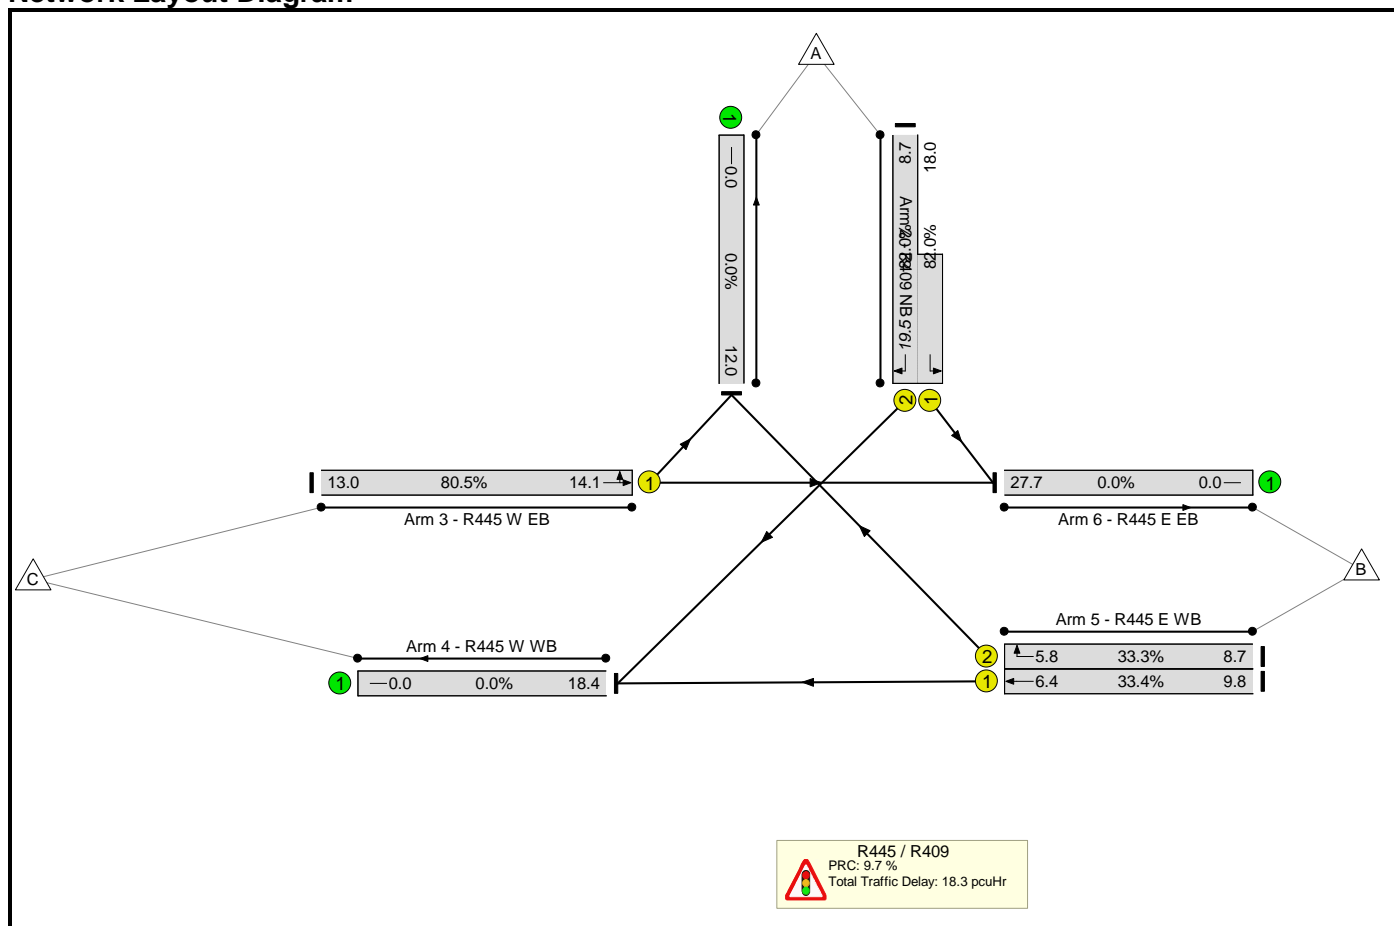 Network Layout Diagram
A
1
0.0
0.0%
12.0
8.7
18.0
82.0%
19.5
2
1
1
13.0 80.5% 14.1
Arm 3 - R445 W EB
27.7 0.0% 0.0
1
Arm 6 - R445 E EB
C
B
Arm 5 - R445 E WB
Arm 4 - R445 W WB
2
5.8 33.3% 8.7
1
0.0 0.0% 18.4
1
6.4 33.4% 9.8
R445 / R409
PRC: 9.7 %
Total Traffic Delay: 18.3 pcuHr